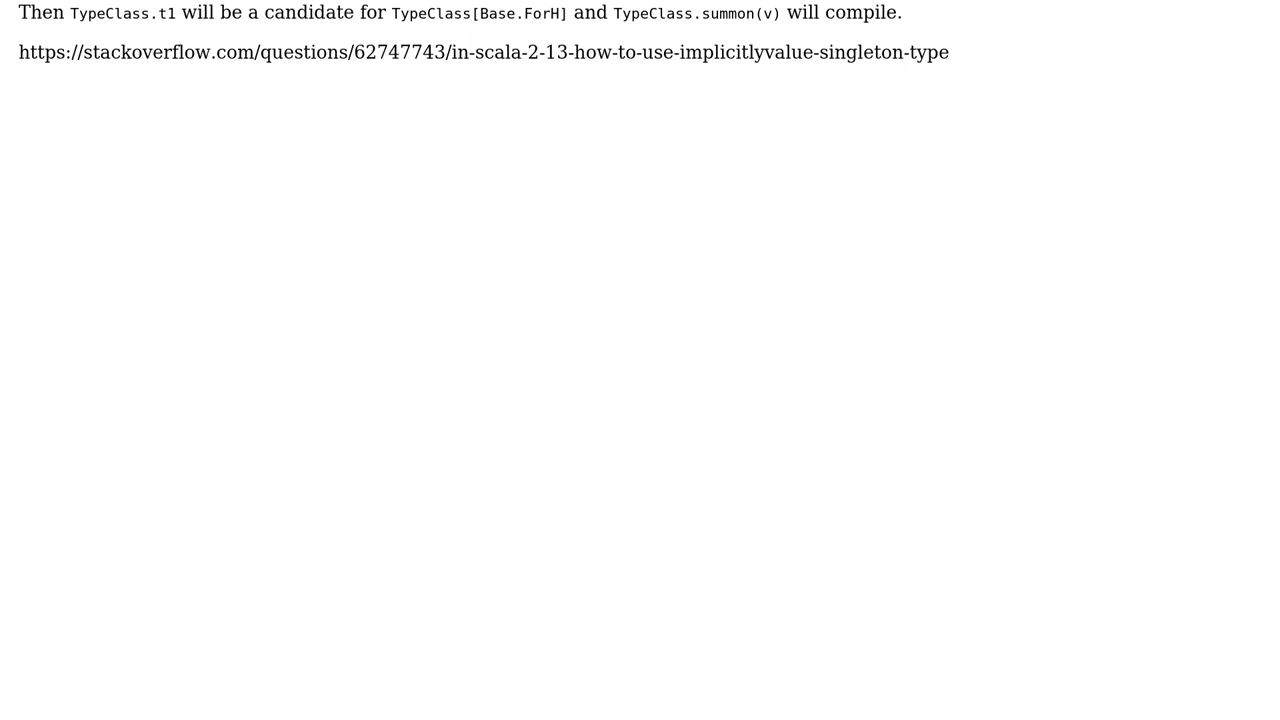 Then TypeClass.t1 will be a candidate for TypeClass[Base.ForH] and TypeClass.summon(v) will compile.
https://stackoverflow.com/questions/62747743/in-scala-2-13-how-to-use-implicitlyvalue-singleton-type